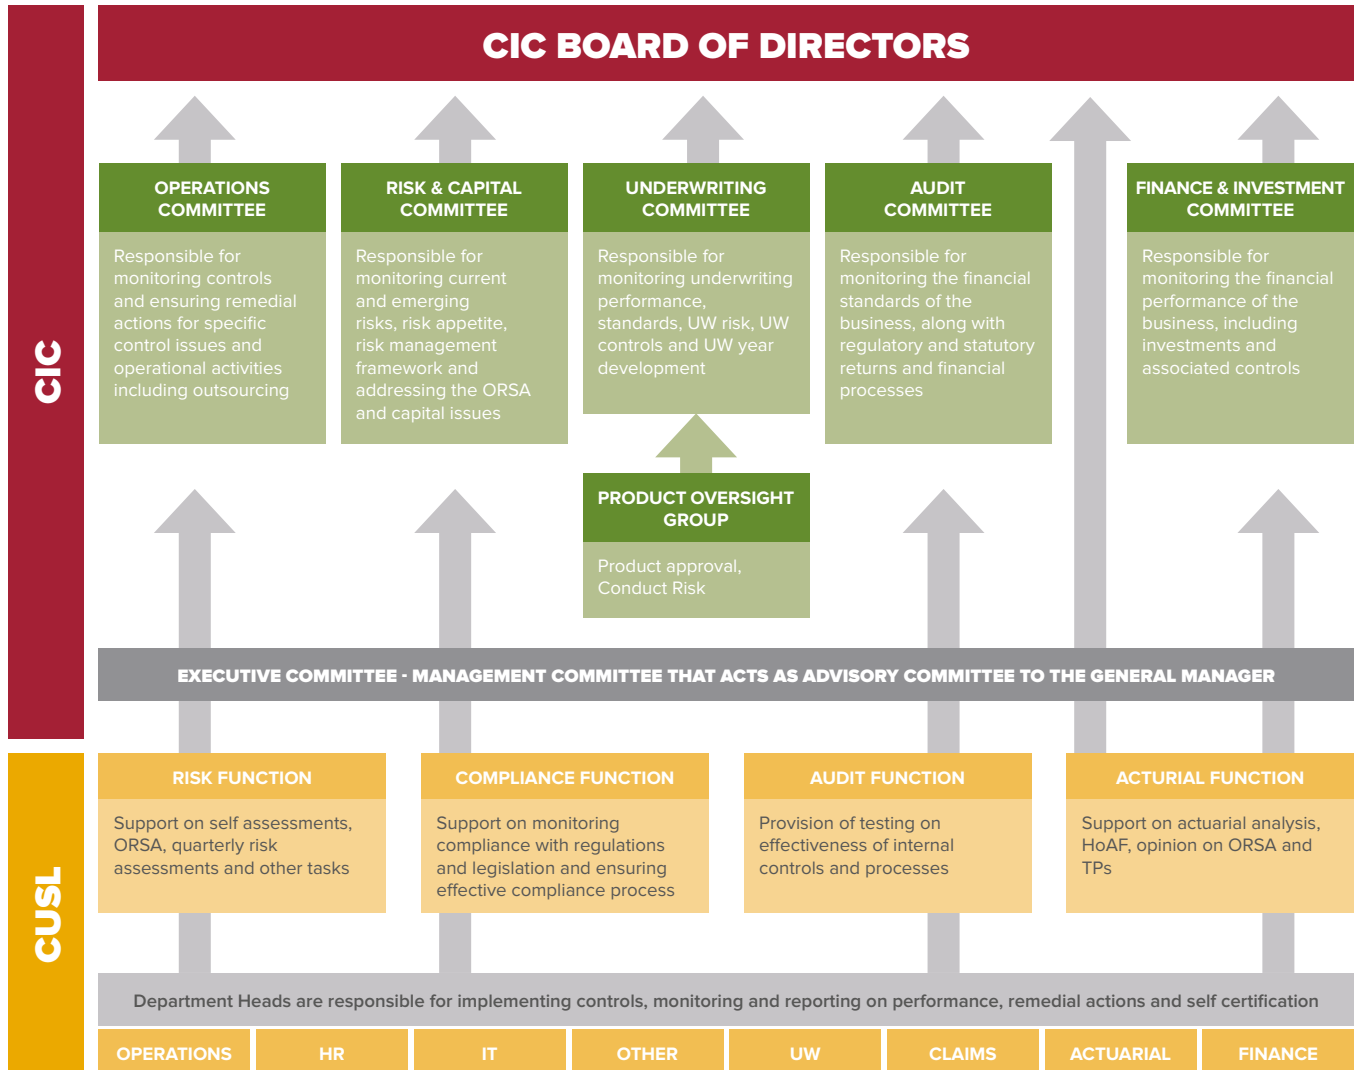 CIC BOARD OF DIRECTORS
CIC
OPERATIONS
COMMITTEE
Responsible for
monitoring controls
and ensuring remedial
actions for specific
control issues and
operational activities
including outsourcing
RISK & CAPITAL
COMMITTEE
Responsible for
monitoring current
and emerging
risks, risk appetite,
risk management
framework and
addressing the ORSA
and capital issues
UNDERWRITING
COMMITTEE
Responsible for
monitoring underwriting
performance,
standards, UW risk, UW
controls and UW year
development
AUDIT
COMMITTEE
Responsible for
monitoring the financial
standards of the
business, along with
regulatory and statutory
returns and financial
processes
FINANCE & INVESTMENT
COMMITTEE
Responsible for
monitoring the financial
performance of the
business, including
investments and
associated controls
PRODUCT OVERSIGHT
GROUP
Product approval,
Conduct Risk
EXECUTIVE COMMITTEE - MANAGEMENT COMMITTEE THAT ACTS AS ADVISORY COMMITTEE TO THE GENERAL MANAGER
CUSL
RISK FUNCTION
Support on self assessments,
ORSA, quarterly risk
assessments and other tasks
COMPLIANCE FUNCTION
Support on monitoring
compliance with regulations
and legislation and ensuring
effective compliance process
AUDIT FUNCTION
Provision of testing on
effectiveness of internal
controls and processes
ACTURIAL FUNCTION
Support on actuarial analysis,
HoAF, opinion on ORSA and
TPs
Department Heads are responsible for implementing controls, monitoring and reporting on performance, remedial actions and self certification
OPERATIONS
HR
IT
OTHER
UW
CLAIMS
ACTUARIAL
FINANCE